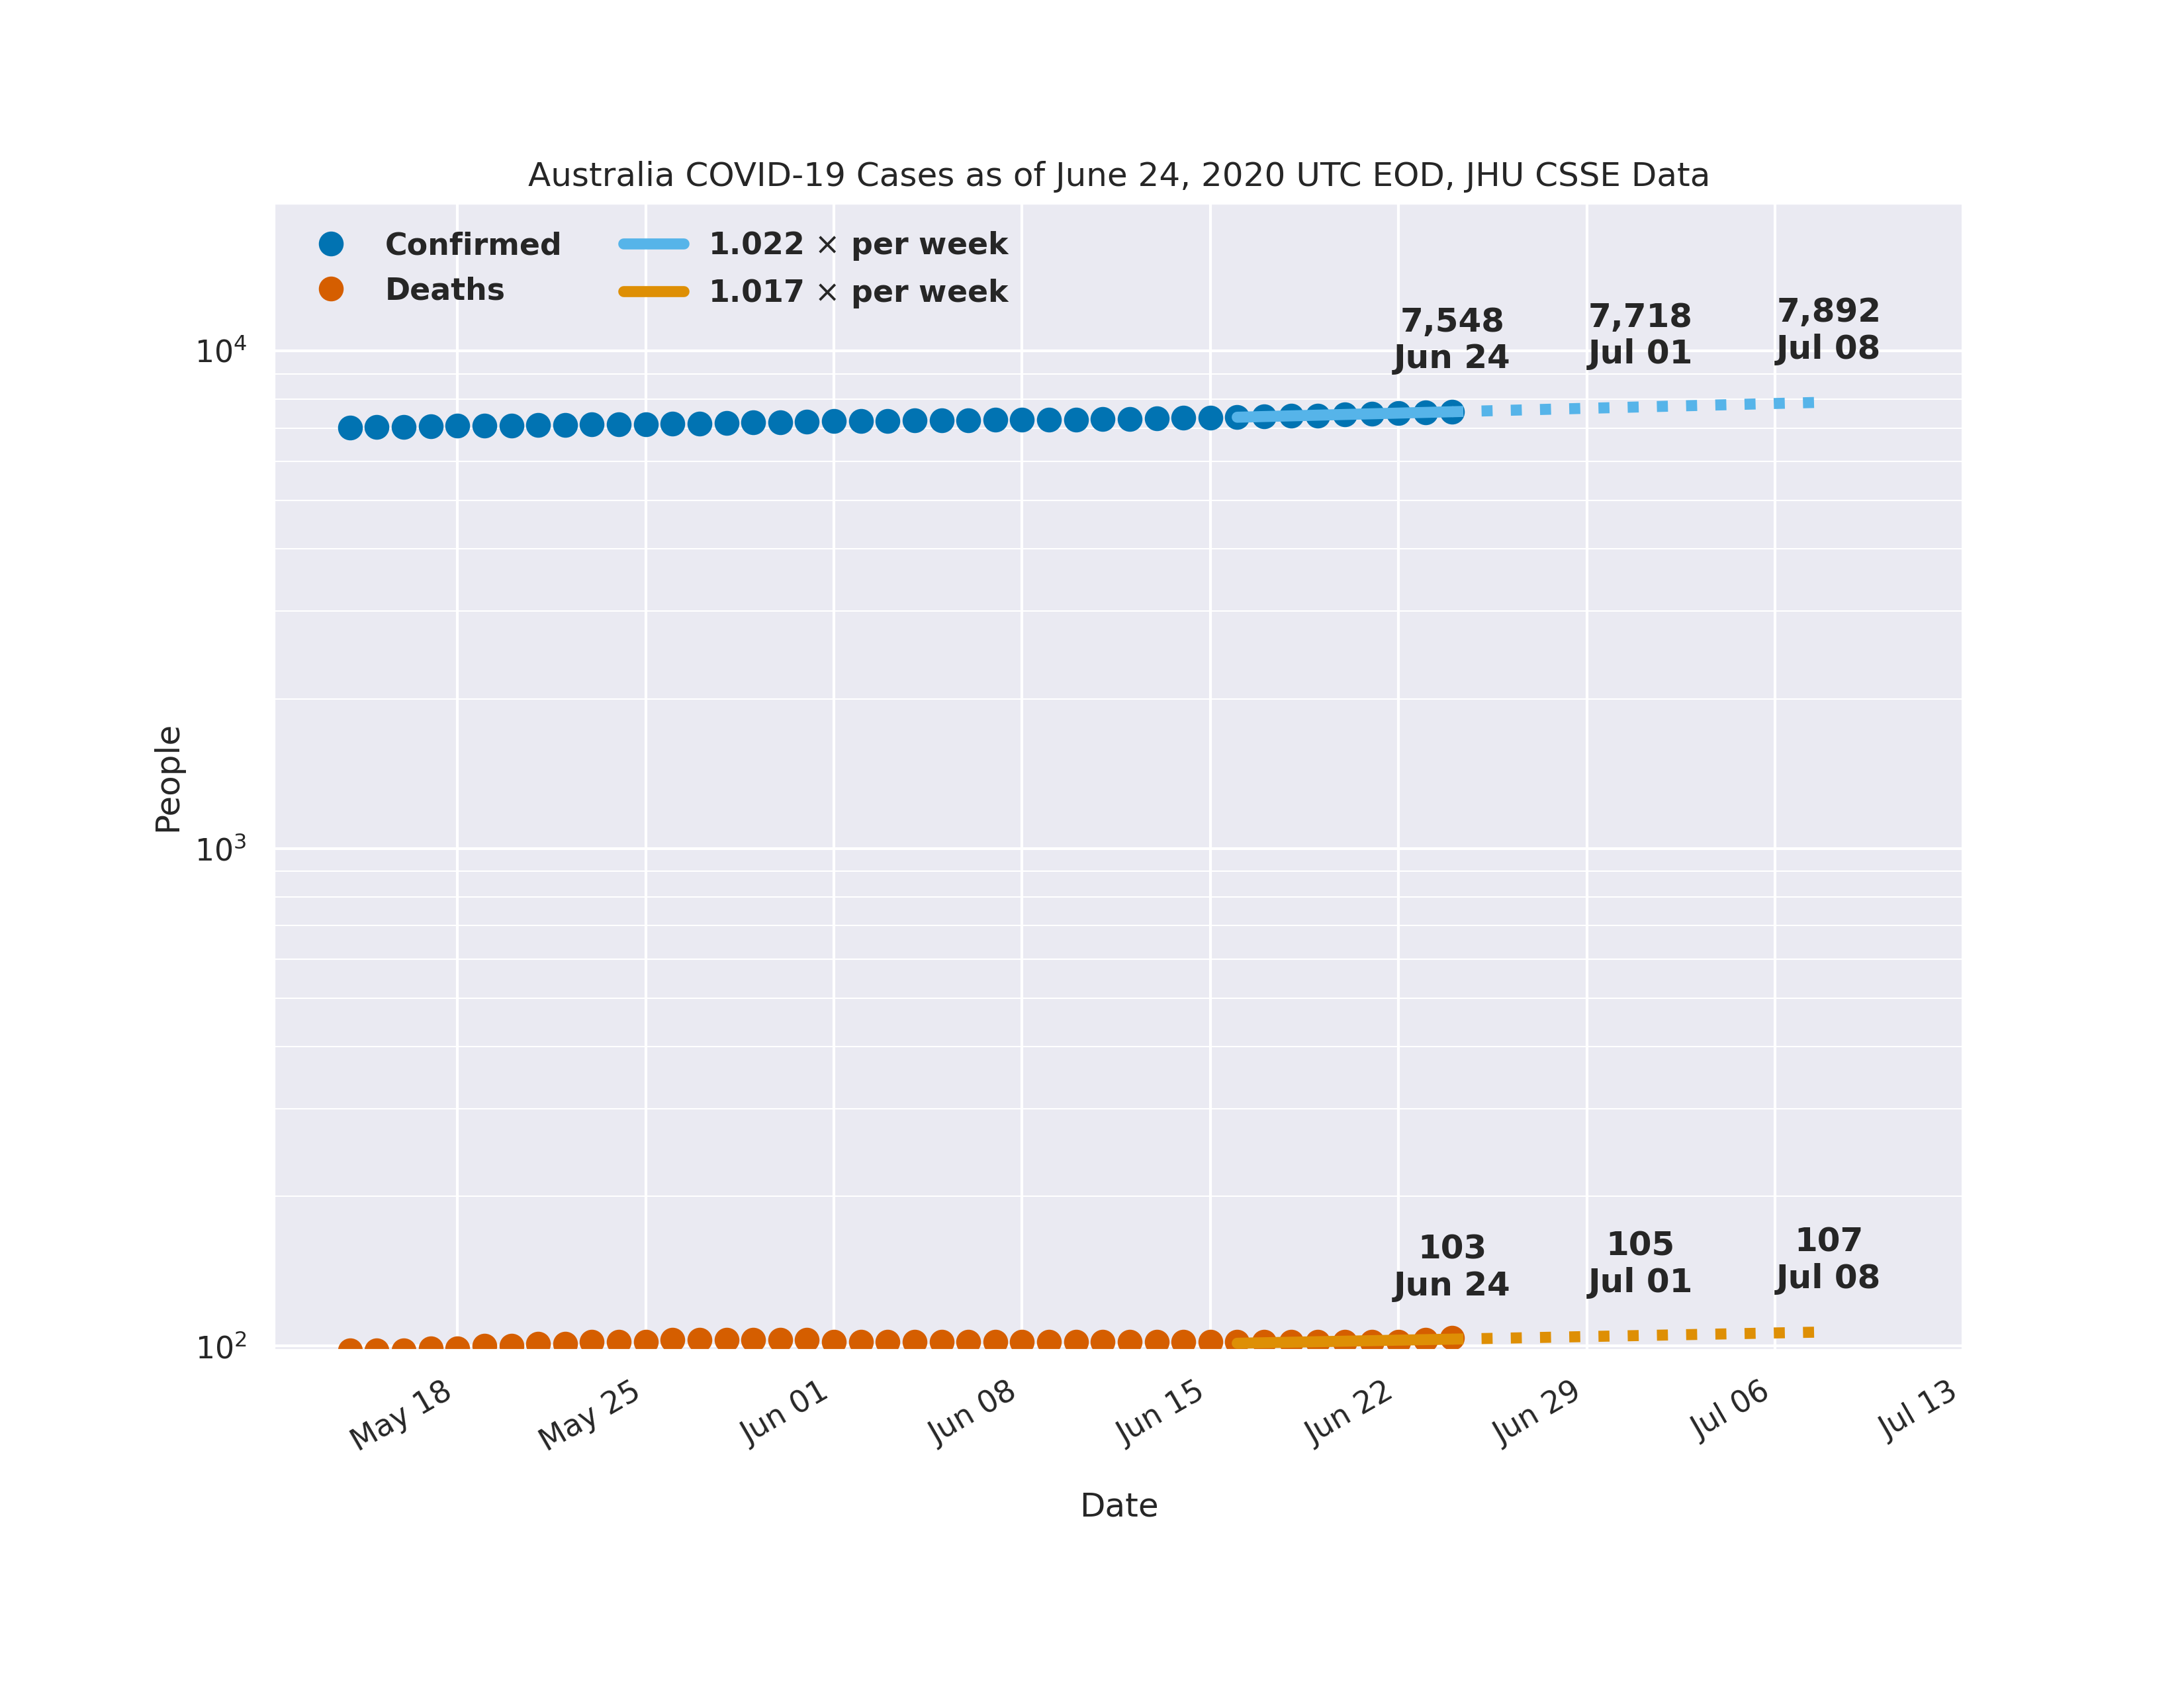 Australia COVID-19 Cases as of June 24, 2020 UTC EOD, JHU CSSE Data
Confirmed
Deaths
1.022 × per week
1.017 × per week
7,548
Jun 24
7,718
Jul 01
7,892
Jul 08
10⁴
10³
10²
People
103
Jun 24
105
Jul 01
107
Jul 08
May 18
May 25
Jun 01
Jun 08
Jun 15
Jun 22
Jun 29
Jul 06
Jul 13
Date